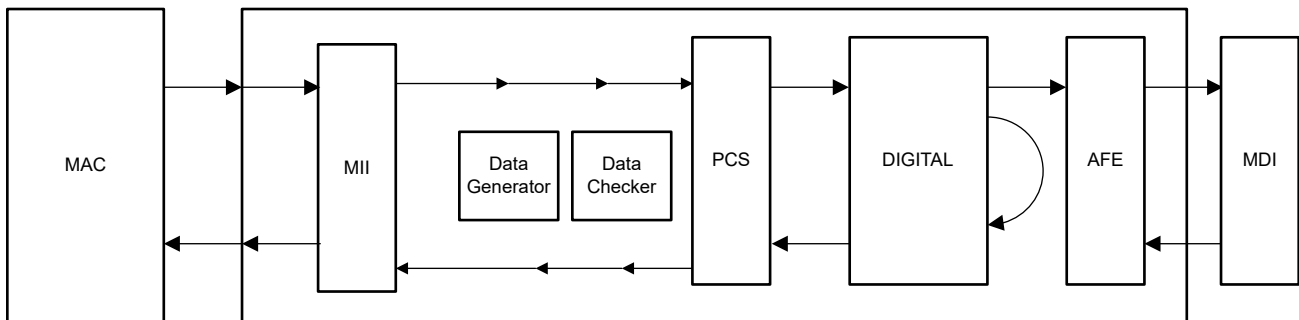 MAC
MII
Data
Generator
Data
Checker
PCS
DIGITAL
AFE
MDI